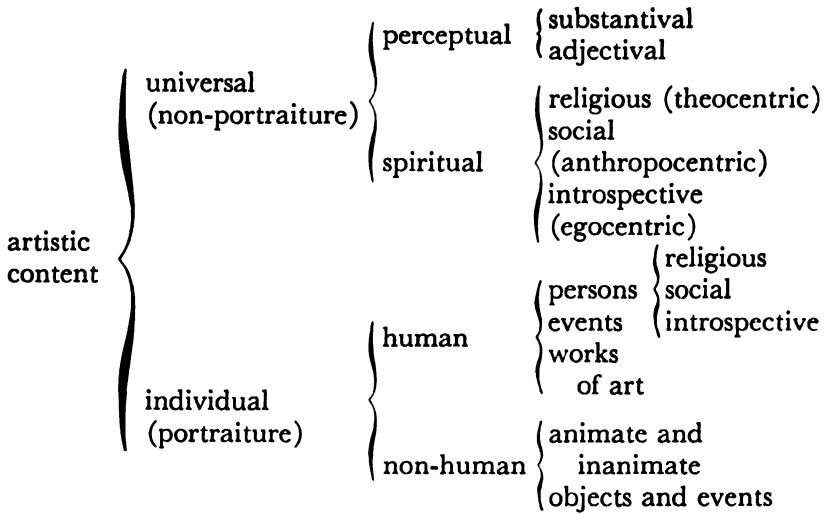 artistic
content
universal
(non-portraiture)
perceptual
substantival
adjectival
spiritual
religious (theocentric)
social
(anthropocentric)
introspective
(egocentric)
individual
(portraiture)
human
persons
religious
social
introspective
events
works
of art
non-human
animate and
inanimate
objects and events